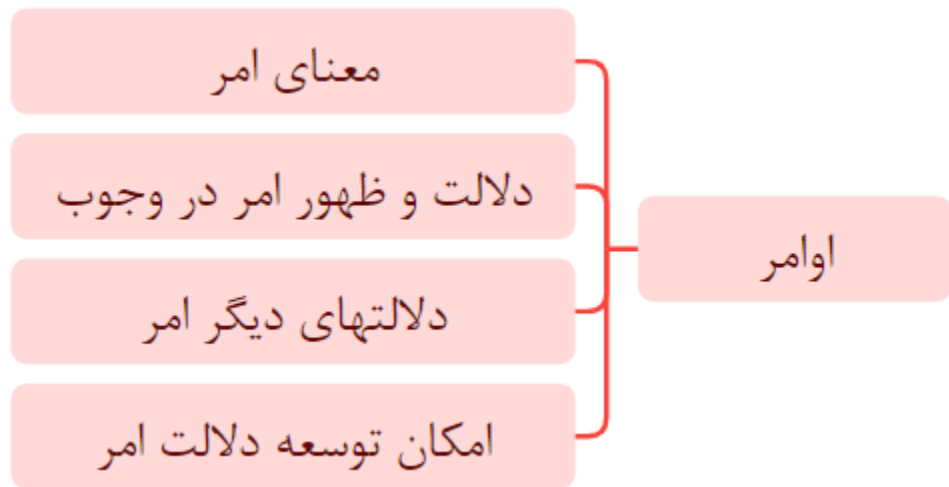 اوامر
معنای امر
دلالت و ظهور امر در وجوب
دلالتهای دیگر امر
امکان توسعه دلالت امر